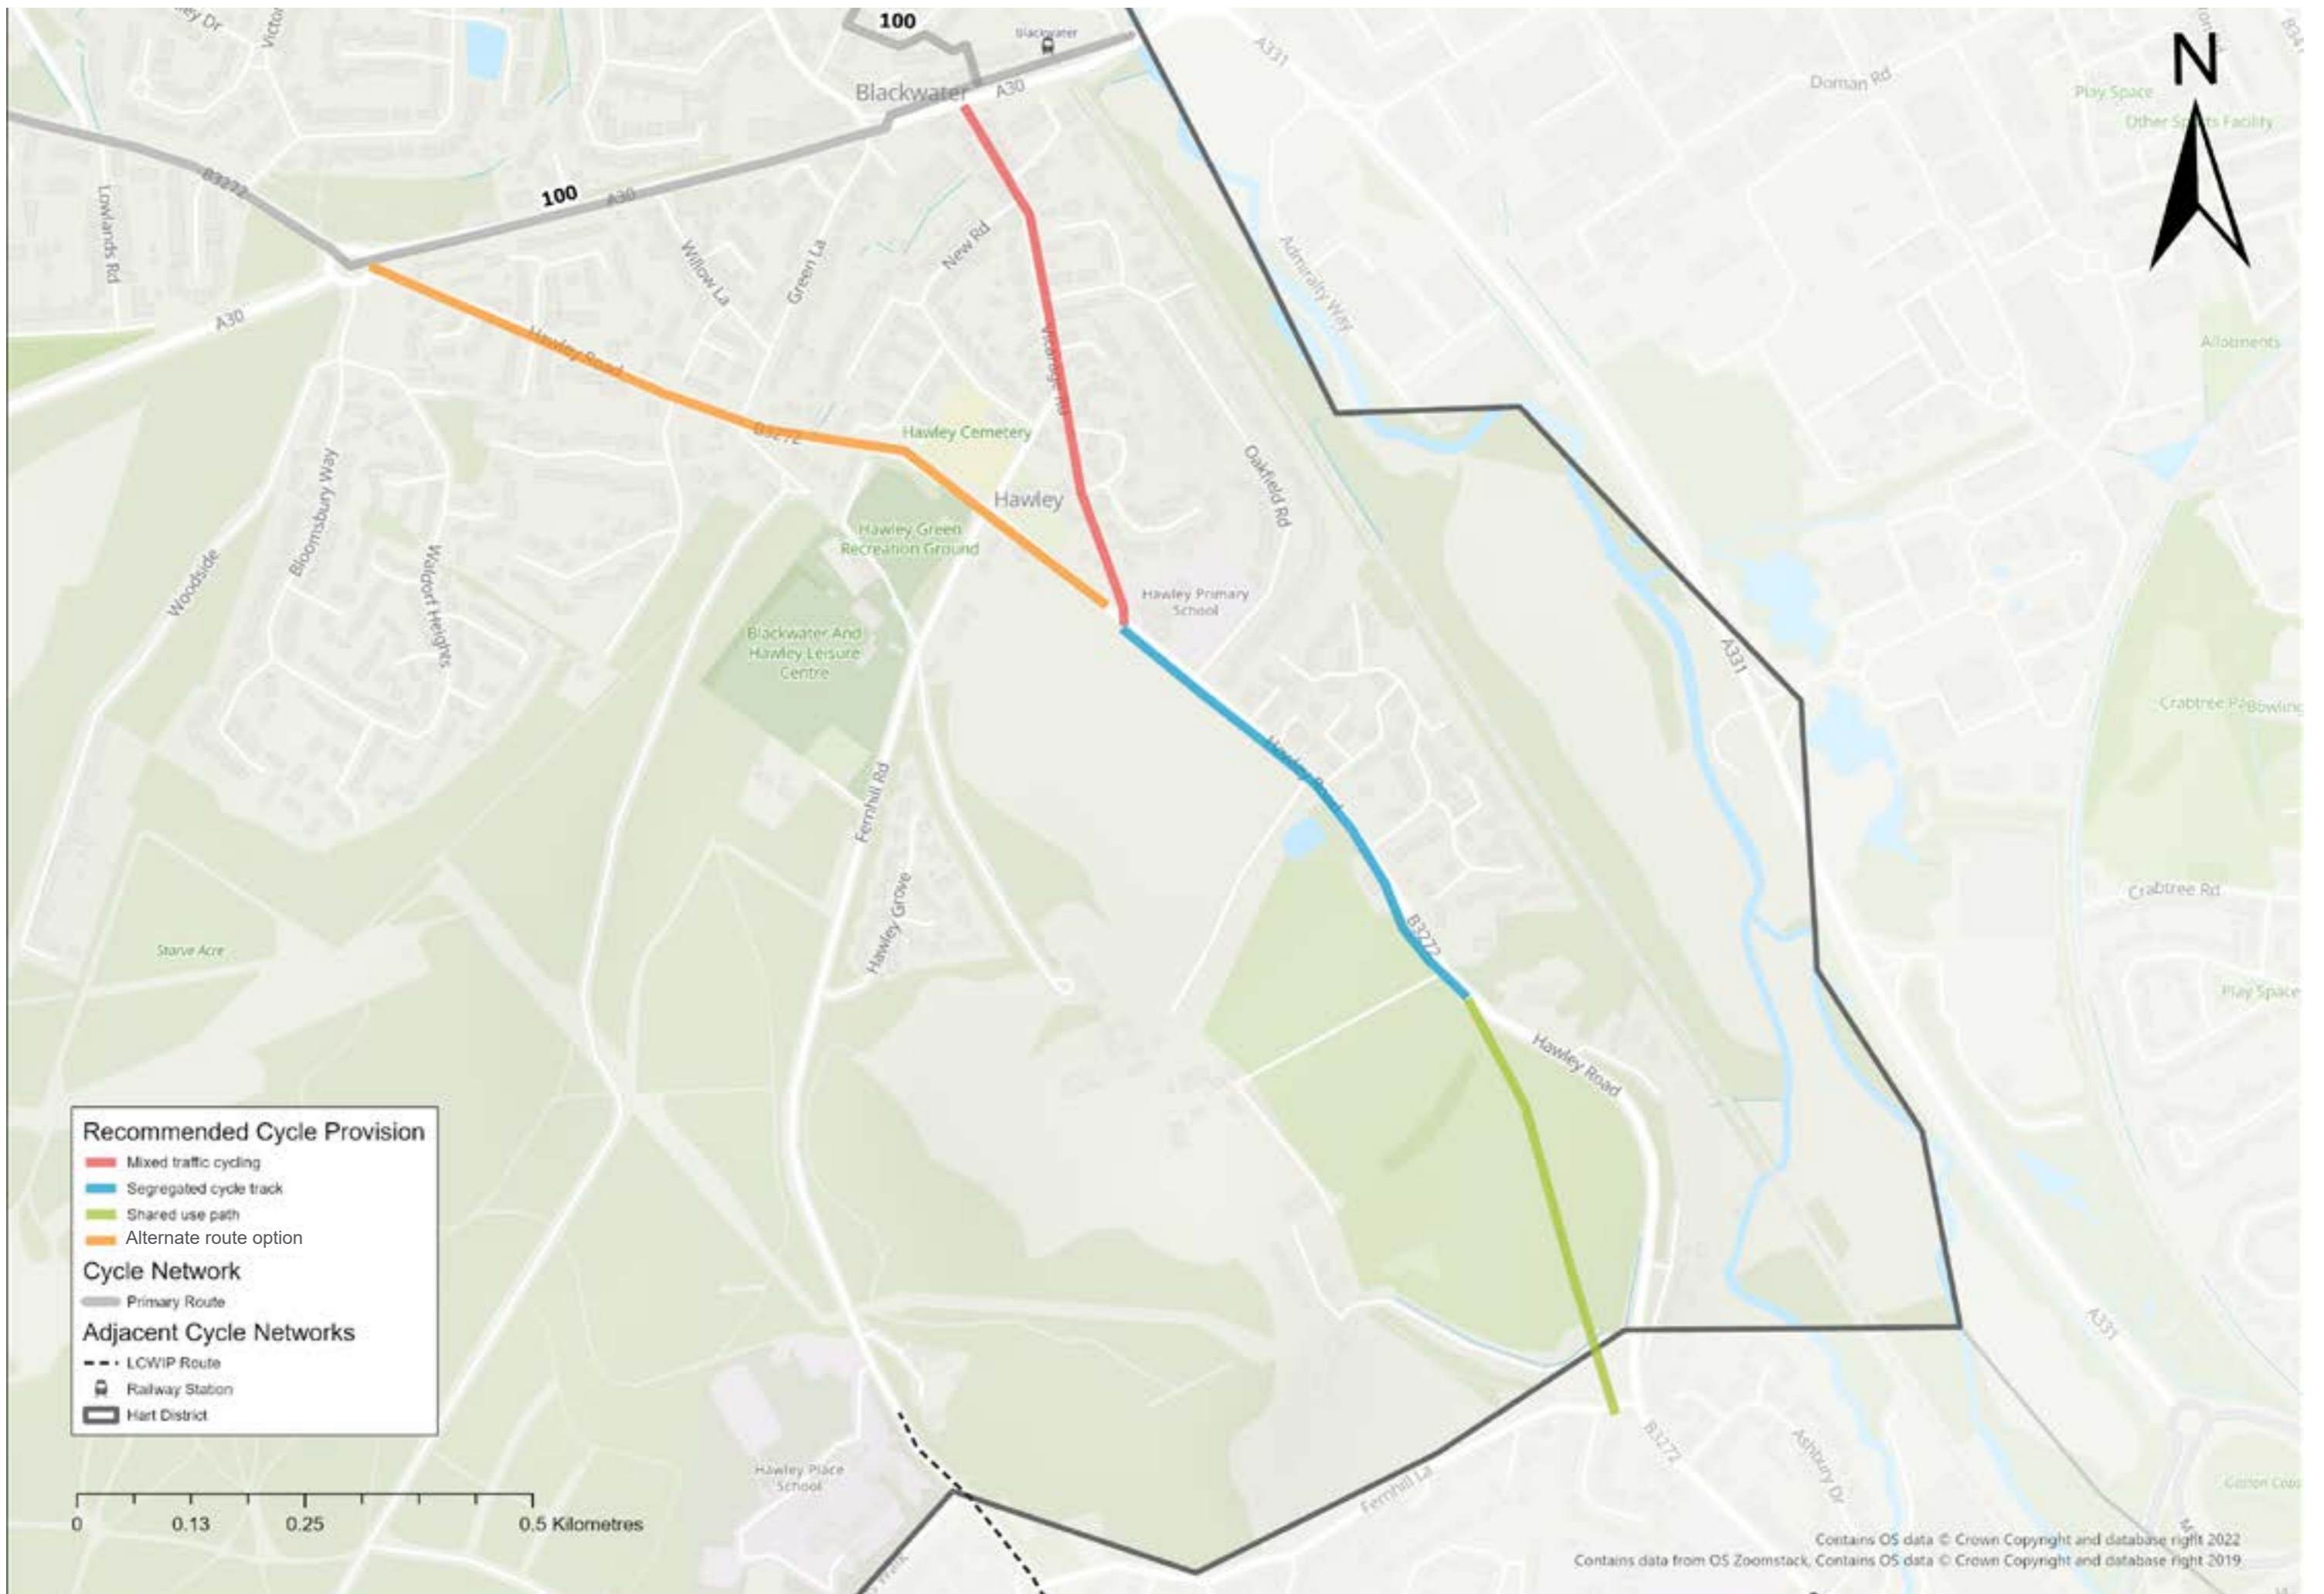 100
Blackwater
A331
N
Doman Rd
Play Space
Other Sports Facility
Blackwater
A30
B3272
100
A30
Lowlands Rd
Willow La
Green La
New Rd
Admiralty Way
A30
Hawley Road
Vicarage Rd
Allotments
B3272
Hawley Cemetery
Oakfield Rd
Bloomsbury Way
Hawley
Hawley Green
Recreation Ground
Woodside
Walport Heights
Hawley Primary
School
Blackwater And
Hawley Leisure
Centre
A331
Bowling
Hawley Road
Fernhill Rd
Crabtree Rd
Hawley Grove
B3272
Starve Acre
Play Space
Hawley Road
Recommended Cycle Provision
Mixed traffic cycling
Segregated cycle track
Shared use path
Alternate route option
Cycle Network
Primary Route
Adjacent Cycle Networks
LCWIP Route
Railway Station
Hart District
A331
Hawley Place
School
Fernhill La
B3272
Ashbury Dr
0 0.13 0.25 0.5 Kilometres
Contains OS data © Crown Copyright and database right 2022
Contains data from OS Zoomstack, Contains OS data © Crown Copyright and database right 2019